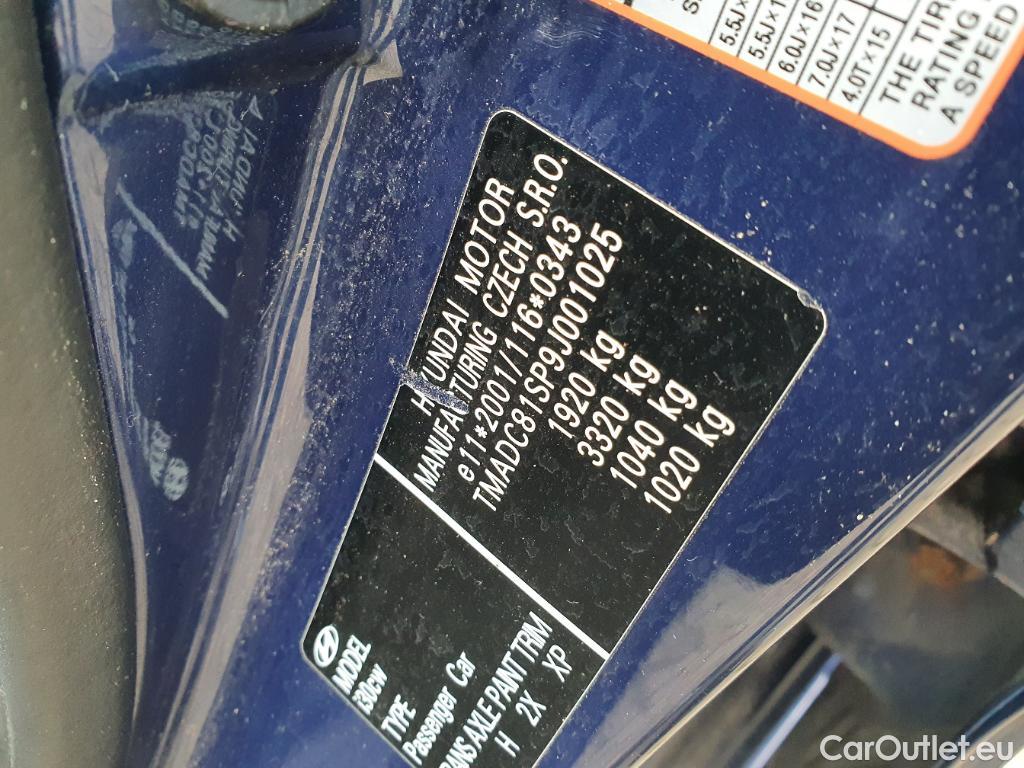 5.5J×
5.5J×1
6.0J×16
7.0J×17
4.0T×15
THE TIRE
RATING
A SPEED
HYUNDAI MOTOR
MANUFACTURING CZECH S.R.O.
e11*2001/116*0343
TMADC81SP9J001025
1920 kg
3320 kg
1040 kg
1020 kg
MODEL
i30cw
TYPE
Passenger Car
TRANS AXLE PAINT TRIM
H 2X XP
CarOutlet.eu